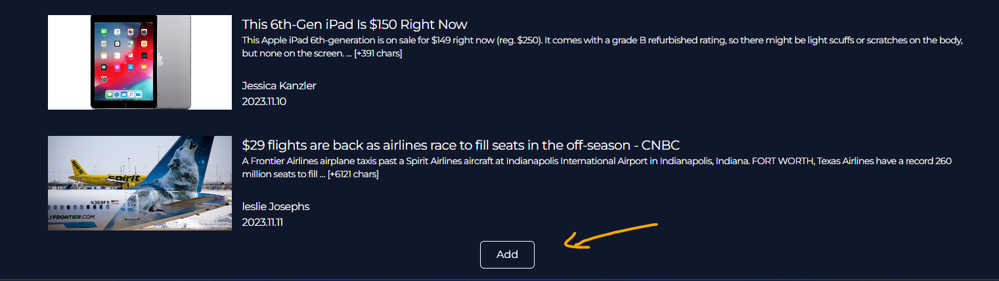 This 6th-Gen iPad Is $150 Right Now
This Apple iPad 6th-generation is on sale for $149 right now (reg. $250). It comes with a grade B refurbished rating, so there might be light scuffs or scratches on the body,
but none on the screen. ... [+391 chars]
Jessica Kanzler
2023.11.10
$29 flights are back as airlines race to fill seats in the off-season - CNBC
A Frontier Airlines airplane taxis past a Spirit Airlines aircraft at Indianapolis International Airport in Indianapolis, Indiana. FORT WORTH, Texas Airlines have a record 260
million seats to fill ... [+6121 chars]
spirit
N369FR
LYFRONTIER.COM
leslie Josephs
2023.11.11
Add